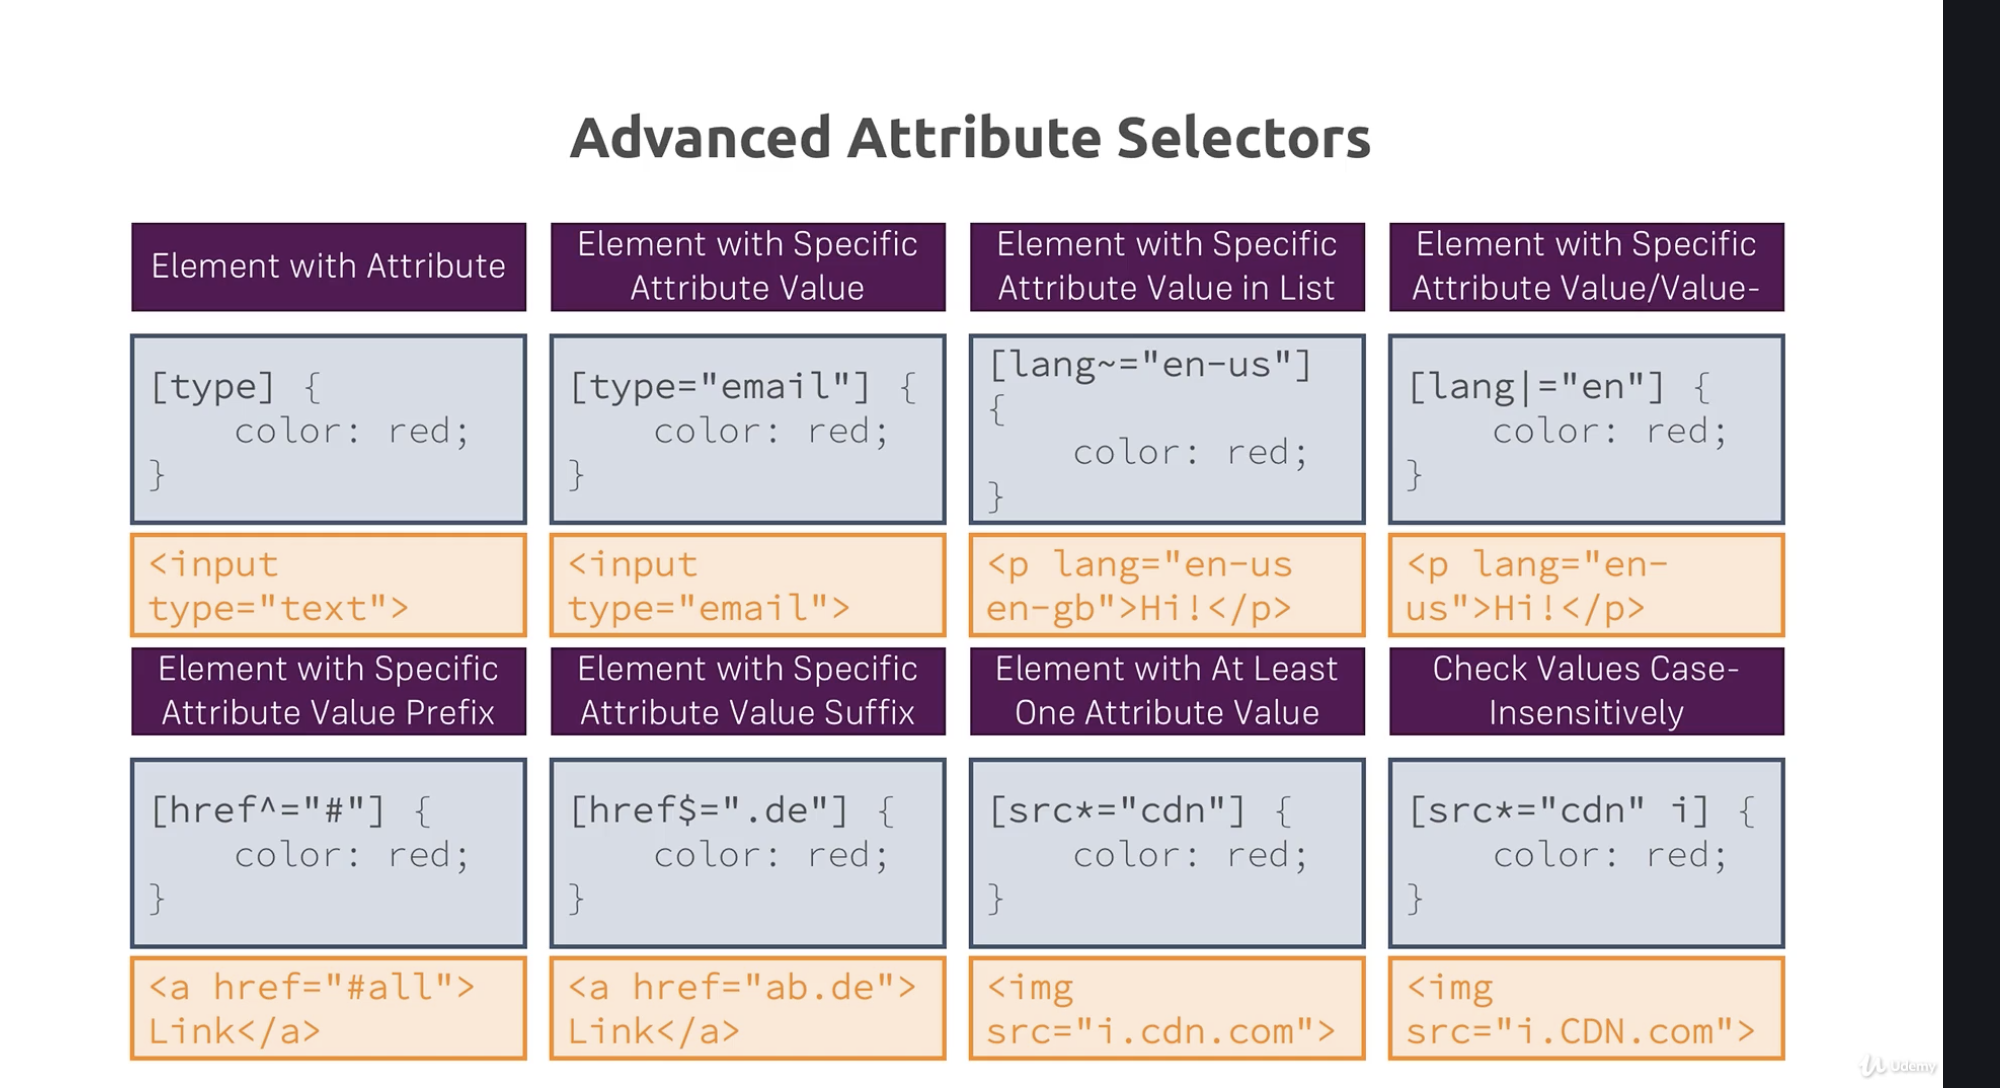 Advanced Attribute Selectors
Element with Attribute
[type] {
color: red;
}
<input
type="text">
Element with Specific
Attribute Value
[type="email"] {
color: red;
}
<input
type="email">
Element with Specific
Attribute Value in List
[lang~="en-us"]
{
color: red;
}
<p lang="en-us
en-gb">Hi!</p>
Element with Specific
Attribute Value/Value-
[lang|="en"] {
color: red;
}
<p lang="en-
us">Hi!</p>
Element with Specific
Attribute Value Prefix
[href^="#"] {
color: red;
}
<a href="#all">
Link</a>
Element with Specific
Attribute Value Suffix
[href$=".de"] {
color: red;
}
<a href="ab.de">
Link</a>
Element with At Least
One Attribute Value
[src*="cdn"] {
color: red;
}
<img
src="i.cdn.com">
Check Values Case-
Insensitively
[src*="cdn" i] {
color: red;
}
<img
src="i.CDN.com">
Udemy